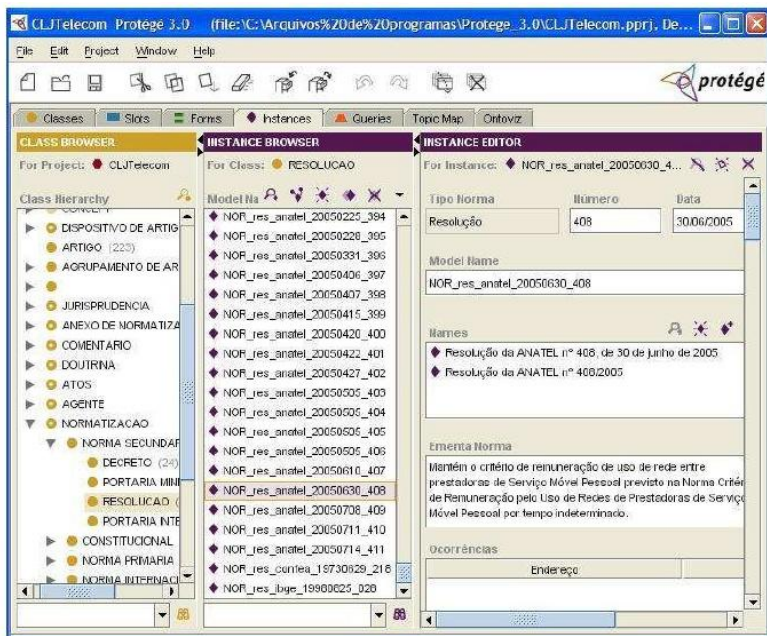 CLJTelecom Protégé 3.0 (file:\C:\Arquivos%20de%20programas\Protege_3.0\CLJTelecom.pprj, De...
File Edit Project Window Help
protégé
Classes Slots Forms Instances Queries Topic Map Ontoviz
CLASS BROWSER
For Project: CLJTelecom
Class Hierarchy
CONCEPT
DISPOSITIVO DE ARTIG
ARTIGO (223)
AGRUPAMENTO DE AR
JURISPRUDENCIA
ANEXO DE NORMATIZA
COMENTARIO
DOUTRINA
ATOS
AGENTE
NORMATIZACAO
NORMA SECUNDAR
DECRETO (24)
PORTARIA MINI
RESOLUCAO (
PORTARIA INTE
CONSTITUCIONAL
NORMA PRIMARIA
NORMA INTERNACI
INSTANCE BROWSER
For Class: RESOLUCAO
Model Na
NOR_res_anatel_20050225_394
NOR_res_anatel_20050228_395
NOR_res_anatel_20050331_396
NOR_res_anatel_20050406_397
NOR_res_anatel_20050407_398
NOR_res_anatel_20050415_399
NOR_res_anatel_20050420_400
NOR_res_anatel_20050422_401
NOR_res_anatel_20050427_402
NOR_res_anatel_20050505_403
NOR_res_anatel_20050505_404
NOR_res_anatel_20050505_405
NOR_res_anatel_20050505_406
NOR_res_anatel_20050610_407
NOR_res_anatel_20050630_408
NOR_res_anatel_20050708_409
NOR_res_anatel_20050711_410
NOR_res_anatel_20050714_411
NOR_res_confea_19730629_218
NOR_res_ibge_19980825_026
INSTANCE EDITOR
For Instance: NOR_res_anatel_20050630_4...
Tipo Norma Número Data
Resolução 408 30/06/2005
Model Name
NOR_res_anatel_20050630_408
Names
Resolução da ANATEL nº 408, de 30 de junho de 2005
Resolução da ANATEL nº 408/2005
Ementa Norma
Mantém o critério de remuneração de uso de rede entre
prestadoras de Serviço Móvel Pessoal previsto na Norma Critér
de Remuneração pelo Uso de Redes de Prestadoras de Serviço
Móvel Pessoal por tempo indeterminado.
Ocorrências
Endereço